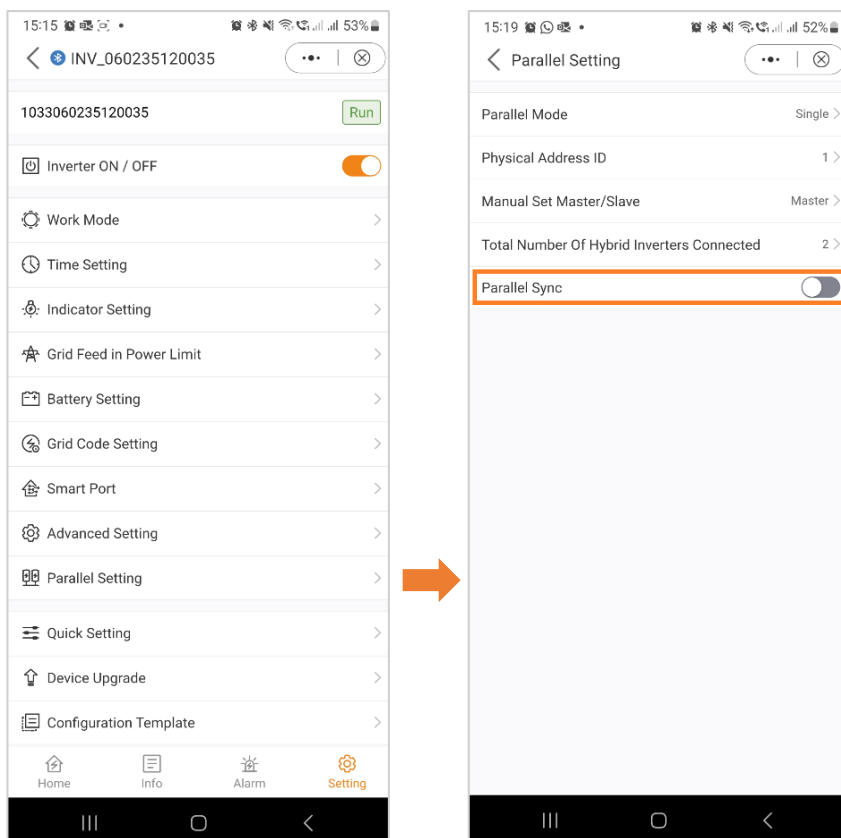 15:15 53%
INV_060235120035
1033060235120035 Run
Inverter ON / OFF
Work Mode
Time Setting
Indicator Setting
Grid Feed in Power Limit
Battery Setting
Grid Code Setting
Smart Port
Advanced Setting
Parallel Setting
Quick Setting
Device Upgrade
Configuration Template
Home Info Alarm Setting
15:19 52%
Parallel Setting
Parallel Mode Single
Physical Address ID 1
Manual Set Master/Slave Master
Total Number Of Hybrid Inverters Connected 2
Parallel Sync